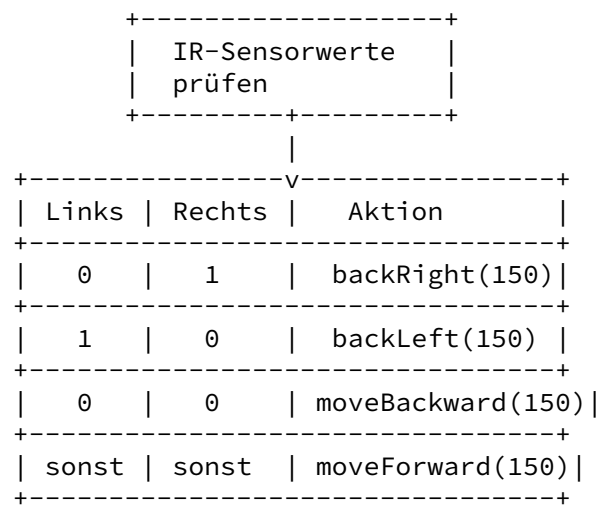 IR-Sensorwerte
prüfen
Links | Rechts | Aktion
0 | 1 | backRight(150)
1 | 0 | backLeft(150)
0 | 0 | moveBackward(150)
sonst | sonst | moveForward(150)